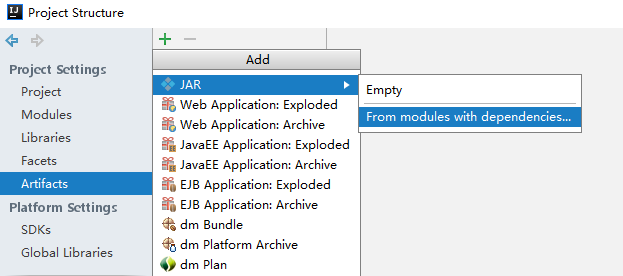 IJ
Project Structure
Project Settings
Project
Modules
Libraries
Facets
Artifacts
Platform Settings
SDKs
Global Libraries
Add
JAR
Web Application: Exploded
Web Application: Archive
JavaEE Application: Exploded
JavaEE Application: Archive
EJB Application: Exploded
EJB Application: Archive
dm Bundle
dm Platform Archive
dm Plan
Empty
From modules with dependencies...